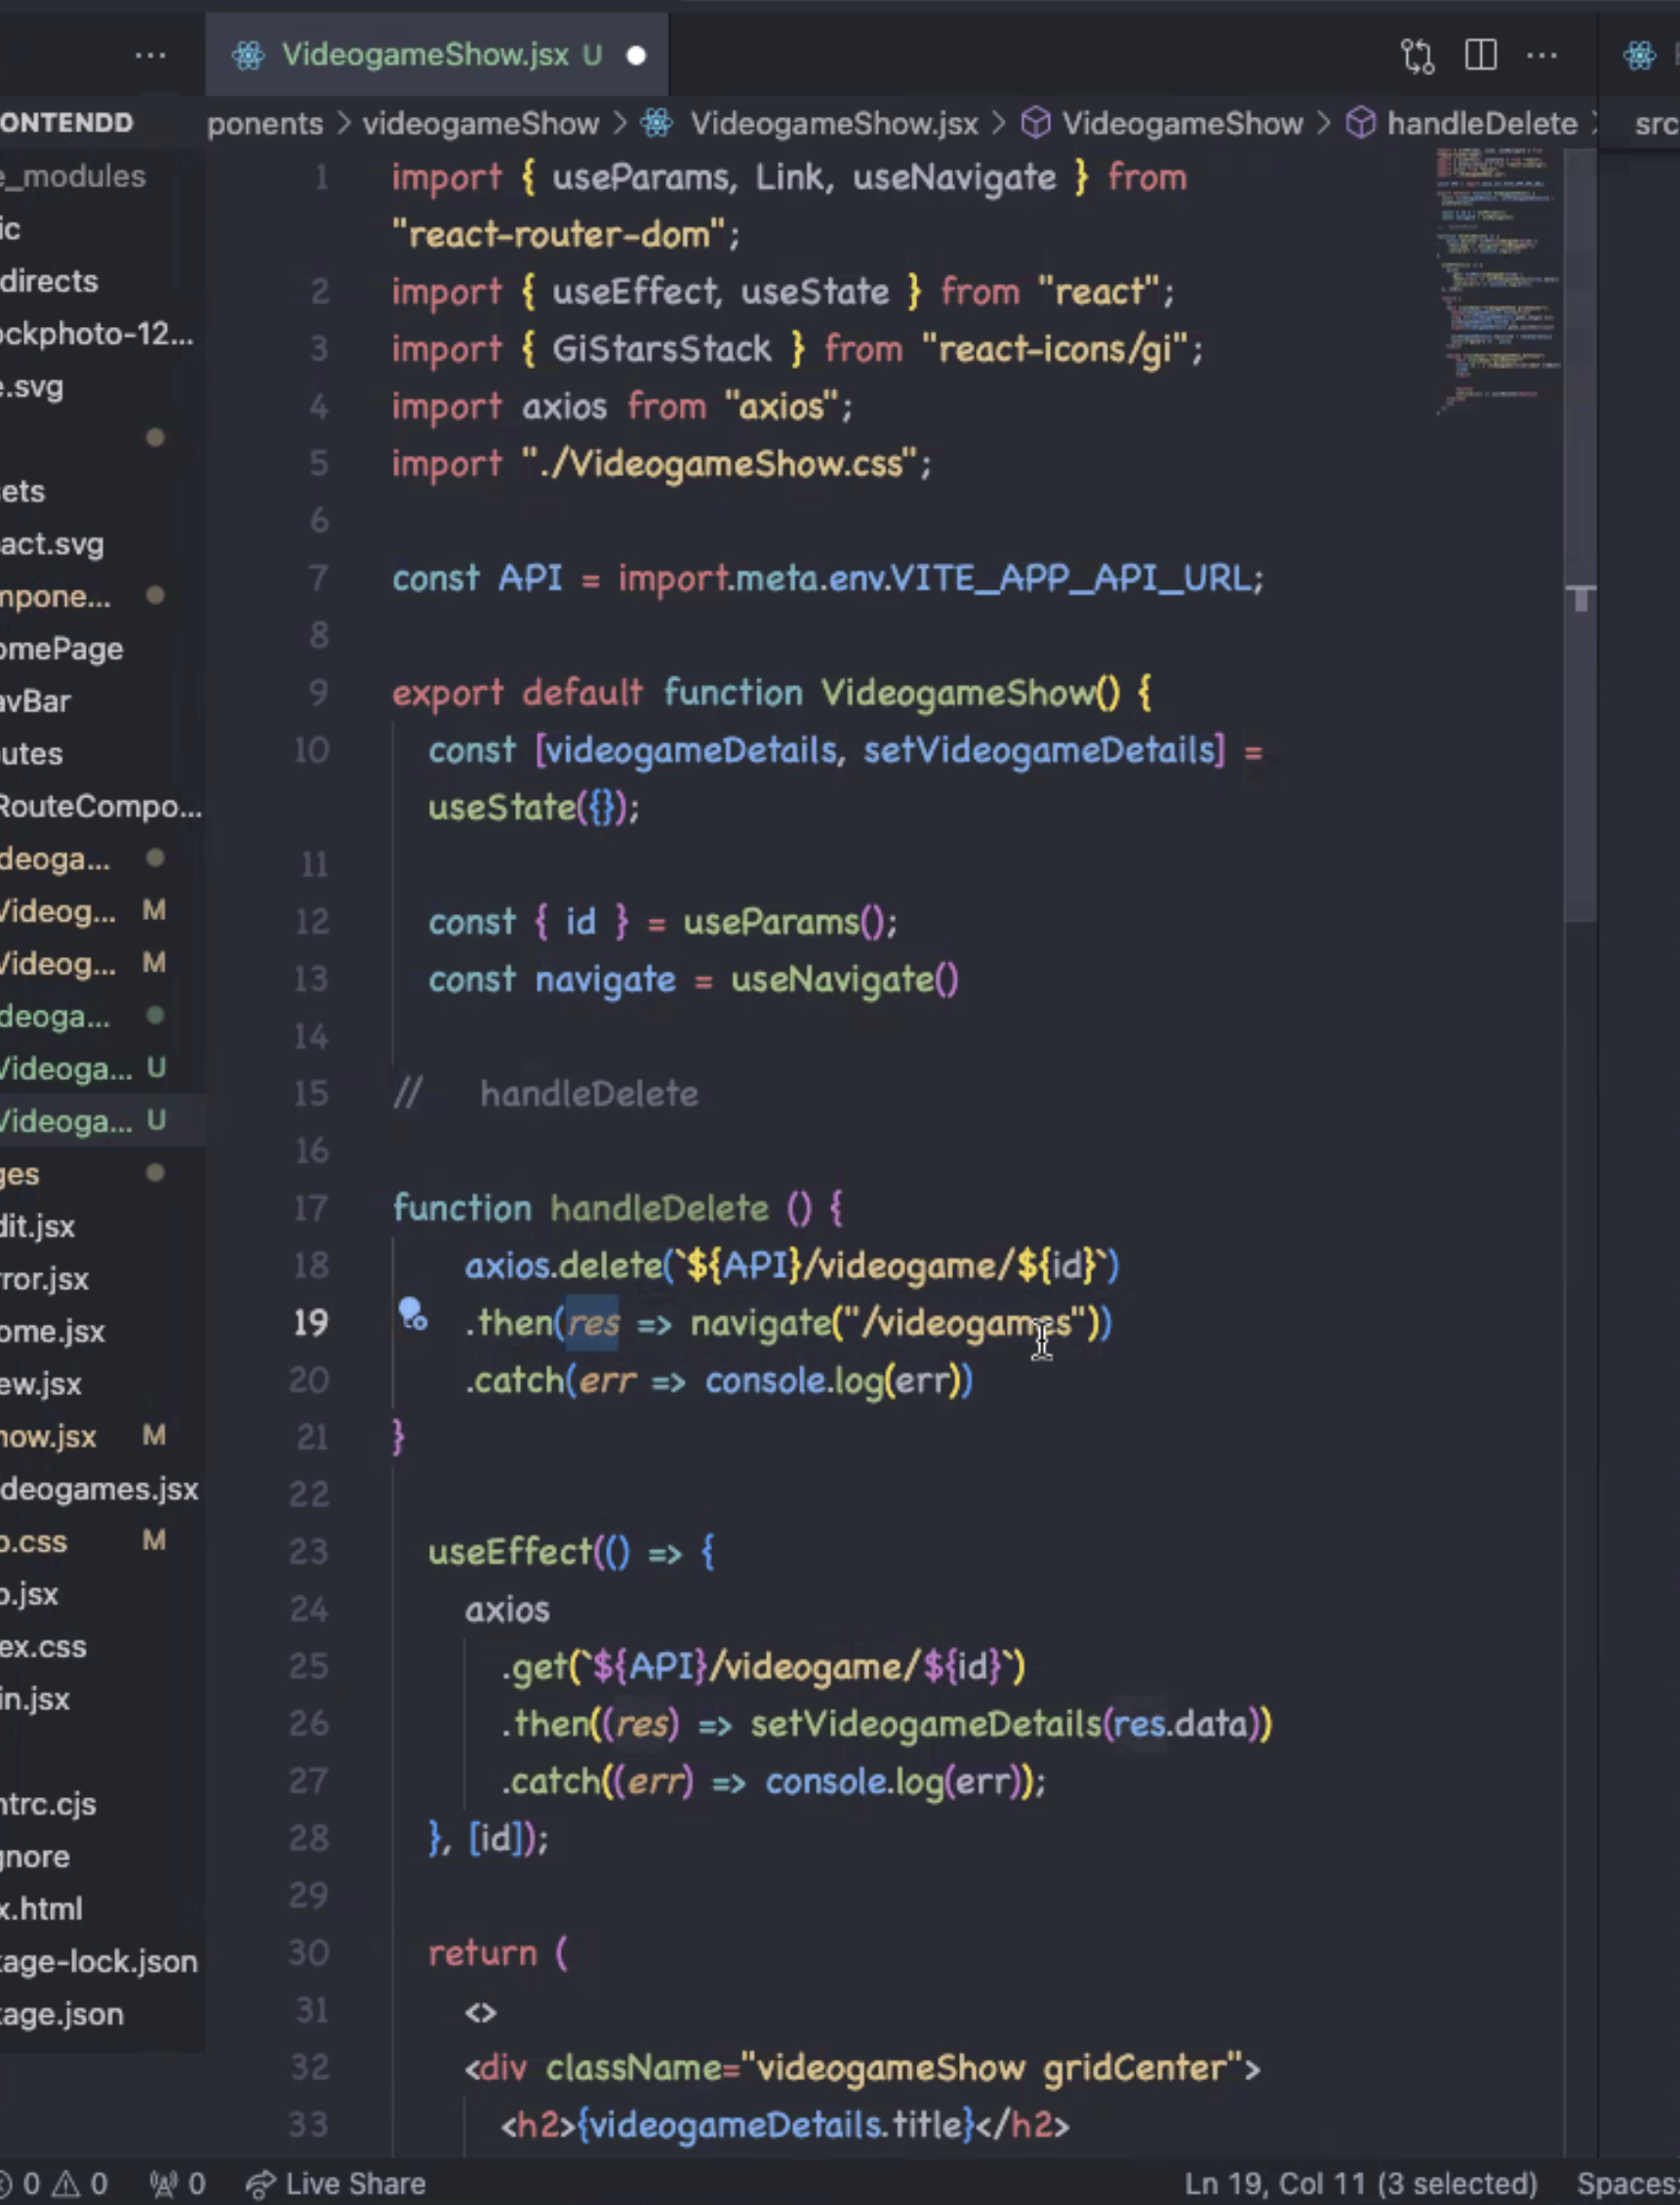 VideogameShow.jsx U
ponents > videogameShow > VideogameShow.jsx > VideogameShow > handleDelete
src
ONTENDD
e_modules
ic
directs
ockphoto-12...
e.svg
ets
act.svg
mpone...
omePage
avBar
utes
RouteCompo...
deoga...
Videog... M
Videog... M
deoga...
Videoga... U
Videoga... U
ges
dit.jsx
rror.jsx
ome.jsx
ew.jsx
how.jsx M
deogames.jsx
p.css M
p.jsx
ex.css
in.jsx
ntrc.cjs
gnore
x.html
kage-lock.json
kage.json
1 import { useParams, Link, useNavigate } from
"react-router-dom";
2 import { useEffect, useState } from "react";
3 import { GiStarsStack } from "react-icons/gi";
4 import axios from "axios";
5 import "./VideogameShow.css";
6
7 const API = import.meta.env.VITE_APP_API_URL;
8
9 export default function VideogameShow() {
10 const [videogameDetails, setVideogameDetails] =
useState({});
11
12 const { id } = useParams();
13 const navigate = useNavigate()
14
15 // handleDelete
16
17 function handleDelete () {
18 axios.delete(`${API}/videogame/${id}`)
19 .then(res => navigate("/videogames"))
20 .catch(err => console.log(err))
21 }
22
23 useEffect(() => {
24 axios
25 .get(`${API}/videogame/${id}`)
26 .then((res) => setVideogameDetails(res.data))
27 .catch((err) => console.log(err));
28 }, [id]);
29
30 return (
31 <>
32 <div className="videogameShow gridCenter">
33 <h2>{videogameDetails.title}</h2>
0 0 0 Live Share
Ln 19, Col 11 (3 selected) Spaces: